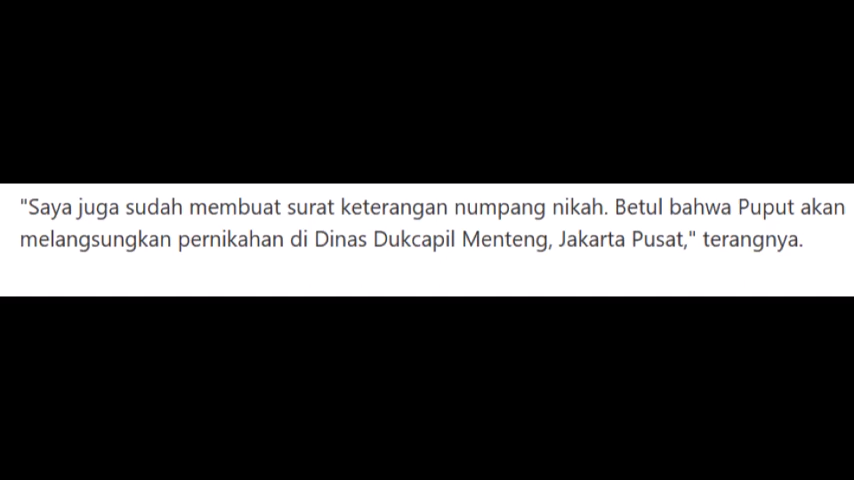 "Saya juga sudah membuat surat keterangan numpang nikah. Betul bahwa Puput akan
melangsungkan pernikahan di Dinas Dukcapil Menteng, Jakarta Pusat," terangnya.